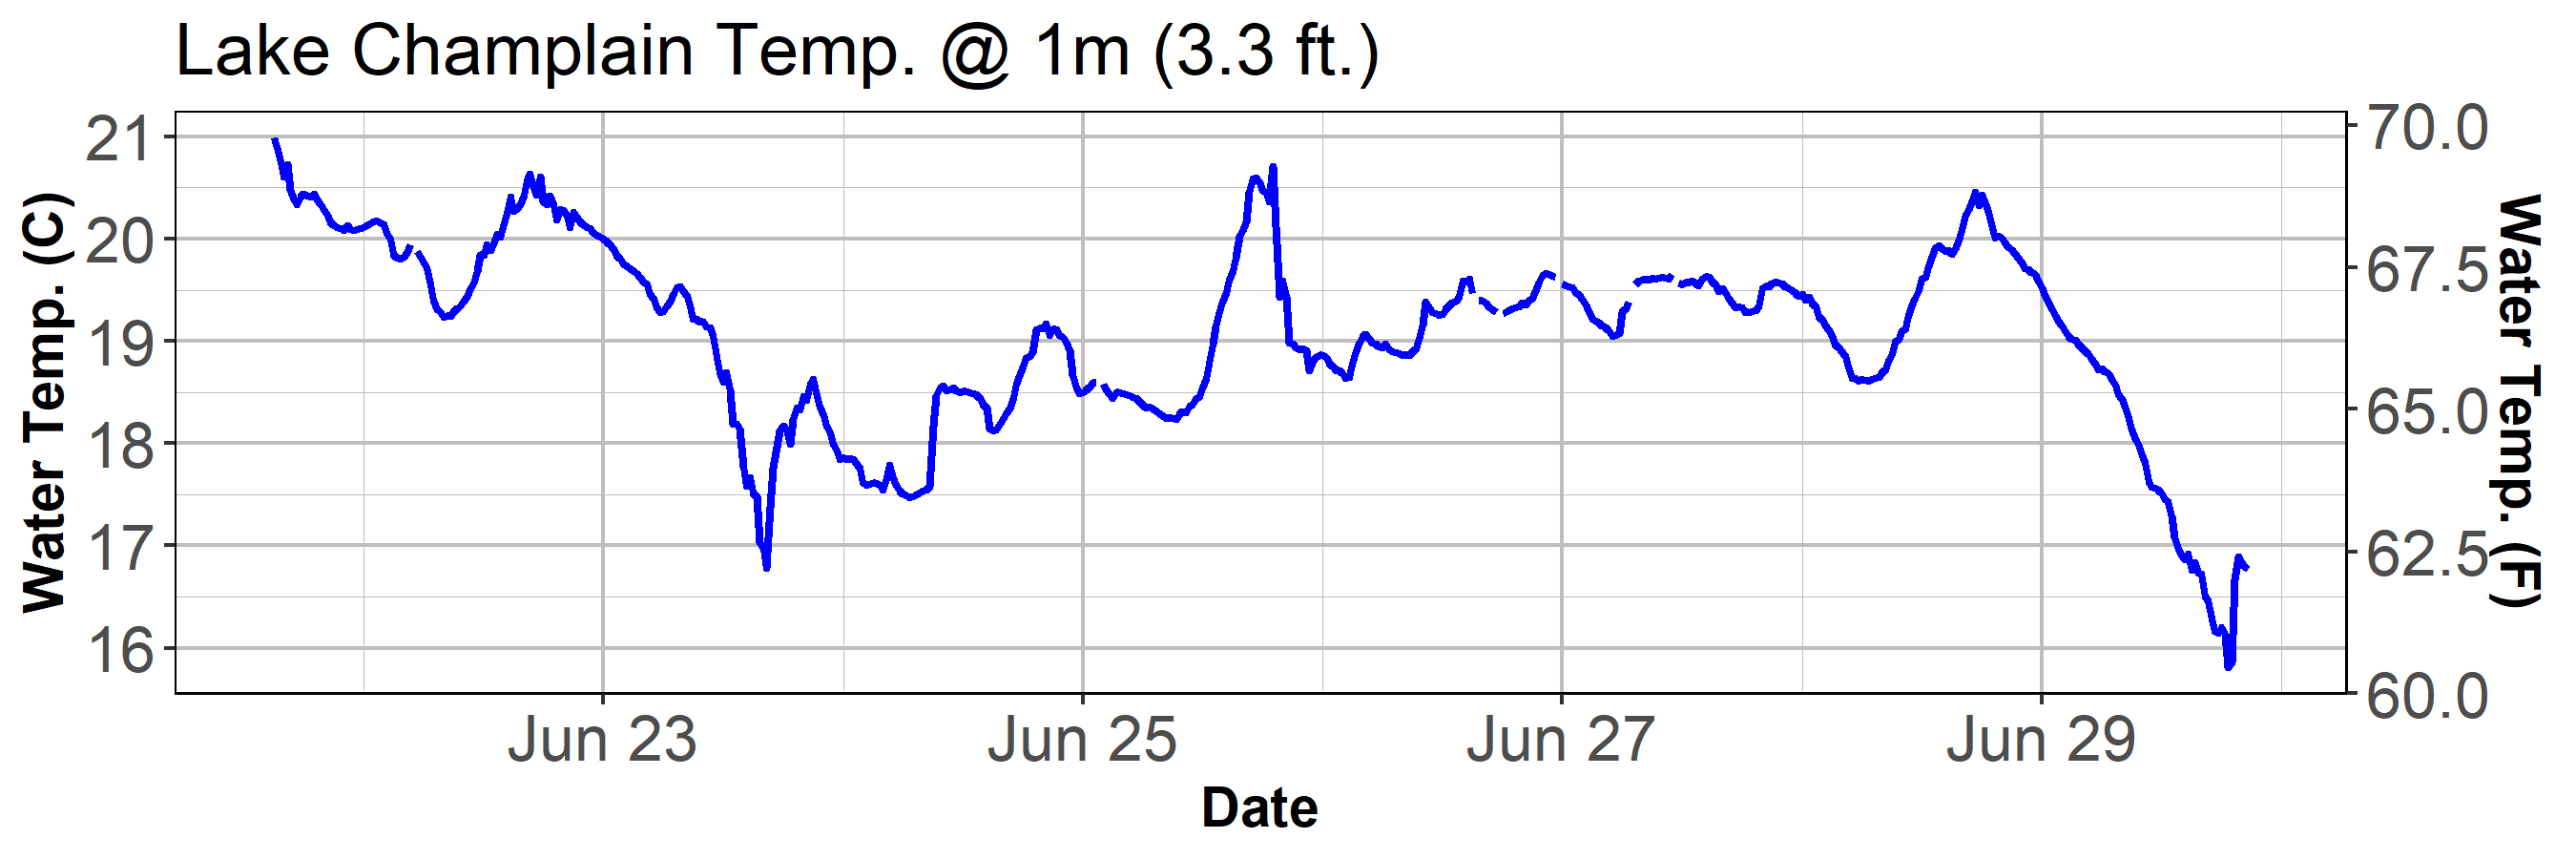 Lake Champlain Temp. @ 1m (3.3 ft.)
Water Temp. (C)
21
20
19
18
17
16
70.0
67.5
65.0
62.5
60.0
Water Temp. (F)
Jun 23 Jun 25 Jun 27 Jun 29
Date